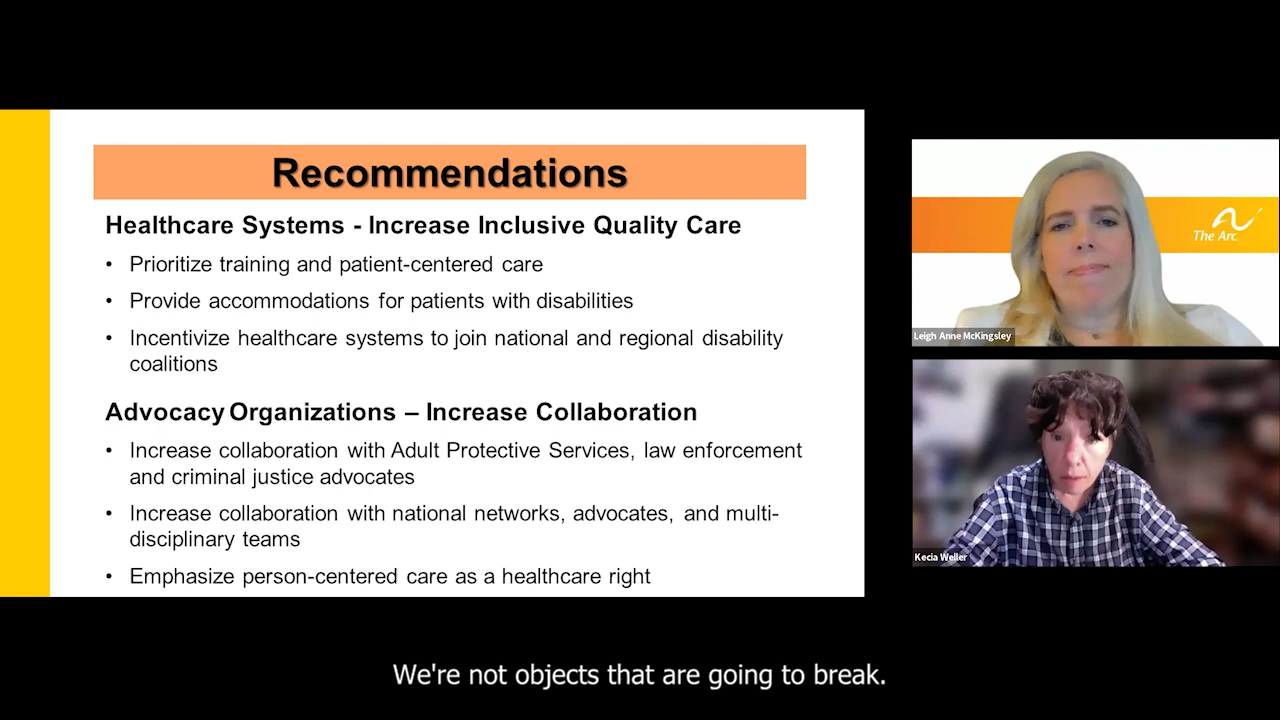 Recommendations
Healthcare Systems - Increase Inclusive Quality Care
• Prioritize training and patient-centered care
• Provide accommodations for patients with disabilities
• Incentivize healthcare systems to join national and regional disability
coalitions
Advocacy Organizations – Increase Collaboration
• Increase collaboration with Adult Protective Services, law enforcement
and criminal justice advocates
• Increase collaboration with national networks, advocates, and multi-
disciplinary teams
• Emphasize person-centered care as a healthcare right
The Arc
Leigh Anne McKingsley
Kecia Weller
We're not objects that are going to break.